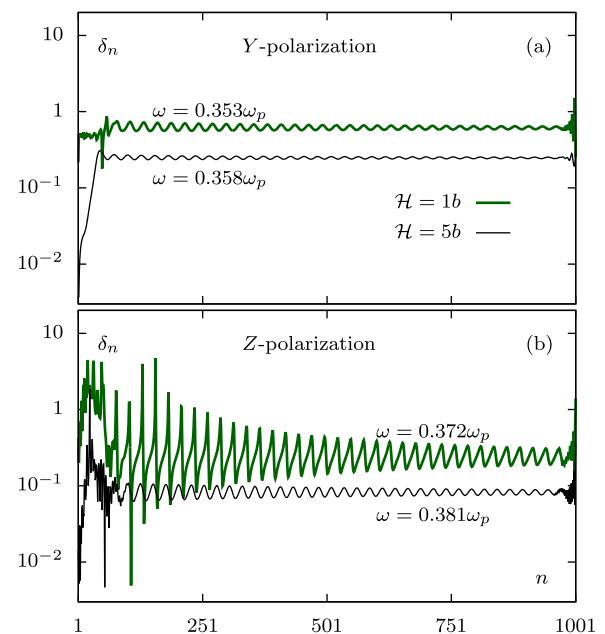 10
δₙ
Y-polarization
(a)
1
ω = 0.353ωₚ
10⁻¹
ω = 0.358ωₚ
ℋ = 1b
ℋ = 5b
10⁻²
10
δₙ
Z-polarization
(b)
1
ω = 0.372ωₚ
10⁻¹
ω = 0.381ωₚ
10⁻²
n
1 251 501 751 1001